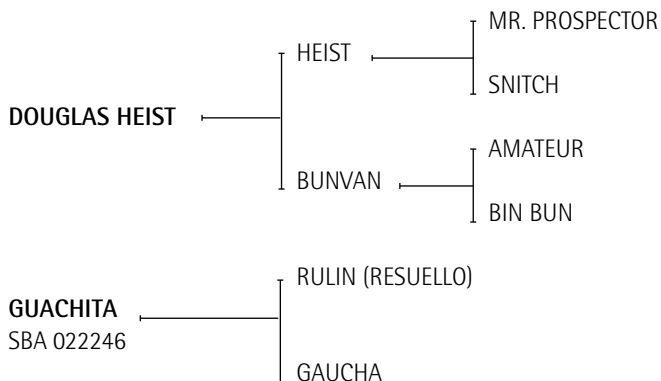 MR. PROSPECTOR
HEIST
SNITCH
DOUGLAS HEIST
AMATEUR
BUNVAN
BIN BUN
RULIN (RESUELLO)
GUACHITA
SBA 022246
GAUCHA